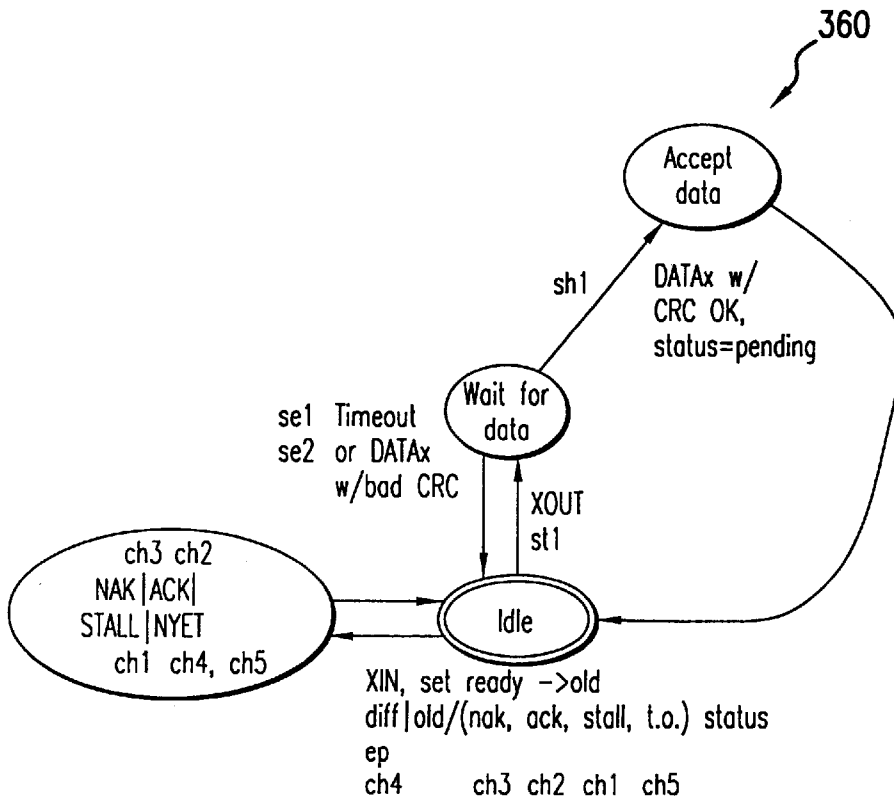 360
Accept
data
sh1
DATAx w/
CRC OK,
status=pending
Wait for
data
se1 Timeout
se2 or DATAx
w/bad CRC
XOUT
st1
ch3 ch2
NAK|ACK|
STALL|NYET
ch1 ch4, ch5
Idle
XIN, set ready ->old
diff|old/(nak, ack, stall, t.o.) status
ep
ch4 ch3 ch2 ch1 ch5